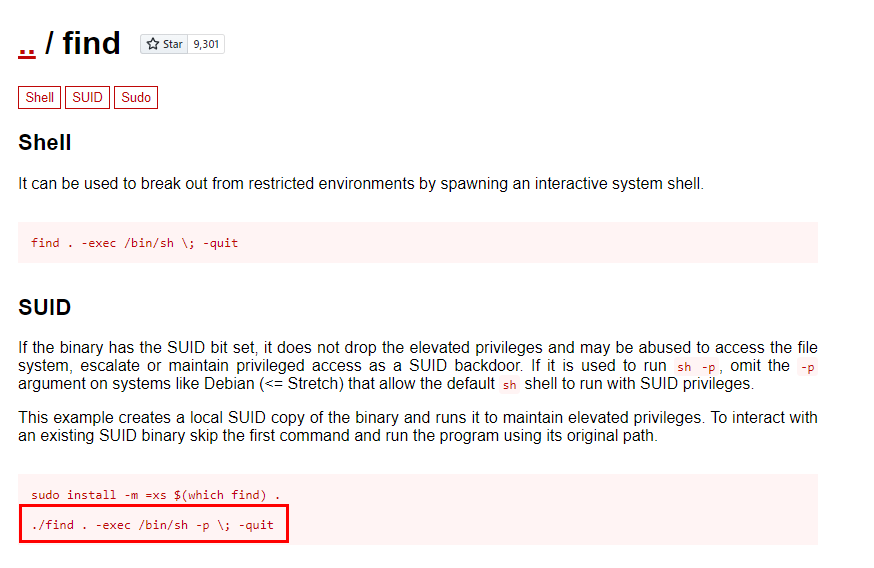 .. / find
Star 9,301
Shell SUID Sudo
Shell
It can be used to break out from restricted environments by spawning an interactive system shell.
find . -exec /bin/sh \; -quit
SUID
If the binary has the SUID bit set, it does not drop the elevated privileges and may be abused to access the file
system, escalate or maintain privileged access as a SUID backdoor. If it is used to run sh -p, omit the -p
argument on systems like Debian (<= Stretch) that allow the default sh shell to run with SUID privileges.
This example creates a local SUID copy of the binary and runs it to maintain elevated privileges. To interact with
an existing SUID binary skip the first command and run the program using its original path.
sudo install -m =xs $(which find) .
./find . -exec /bin/sh -p \; -quit